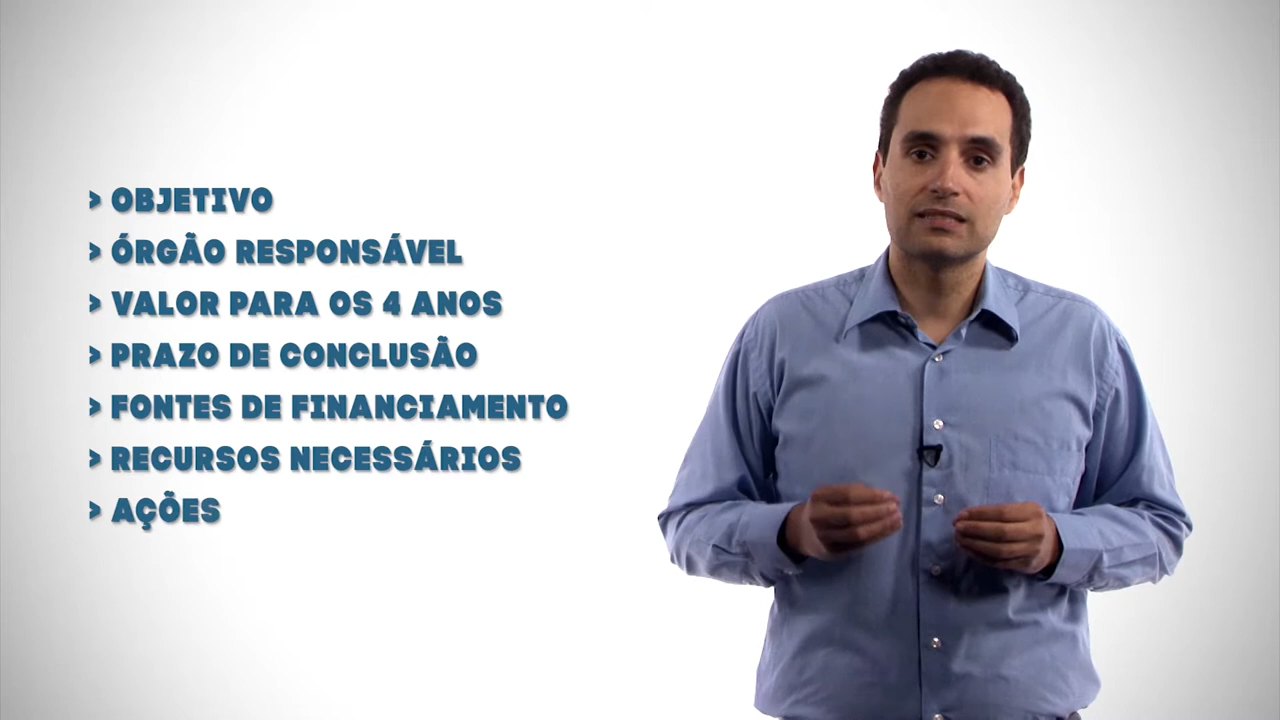 > OBJETIVO
> ÓRGÃO RESPONSÁVEL
> VALOR PARA OS 4 ANOS
> PRAZO DE CONCLUSÃO
> FONTES DE FINANCIAMENTO
> RECURSOS NECESSÁRIOS
> AÇÕES